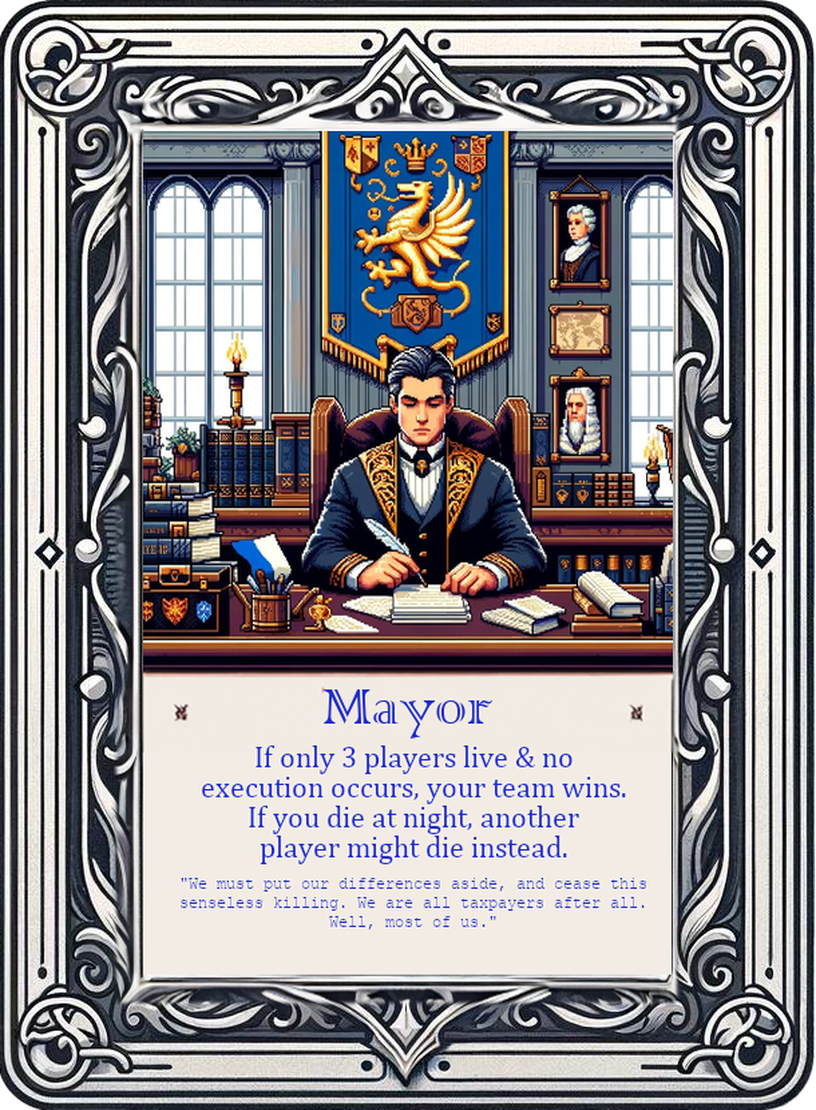 Mayor
If only 3 players live & no
execution occurs, your team wins.
If you die at night, another
player might die instead.
"We must put our differences aside, and cease this
senseless killing. We are all taxpayers after all.
Well, most of us."